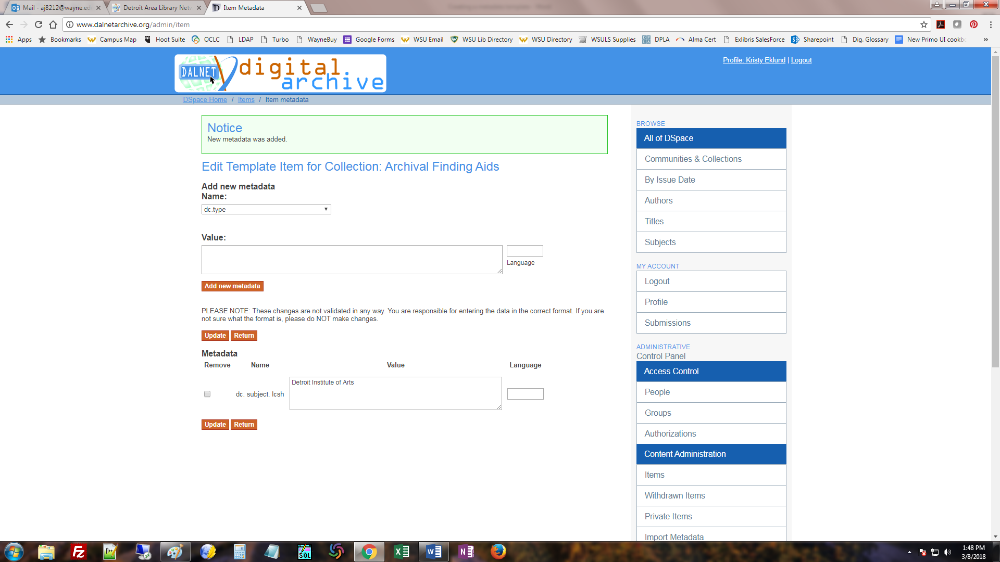 Mail - aj8212@wayne.ed
Detroit Area Library Netw
Item Metadata
www.dalnetarchive.org/admin/item
Apps Bookmarks Campus Map Hoot Suite OCLC LDAP Turbo WayneBuy Google Forms WSU Email WSU Lib Directory WSU Directory WSULS Supplies DPLA Alma Cert Exlibris SalesForce Sharepoint Dig. Glossary New Primo UI cookb »
DALNET digital archive
Profile: Kristy Eklund | Logout
DSpace Home / Items / Item metadata
Notice
New metadata was added.
Edit Template Item for Collection: Archival Finding Aids
Add new metadata
Name:
dc.type
Value:
Language
Add new metadata
PLEASE NOTE: These changes are not validated in any way. You are responsible for entering the data in the correct format. If you are
not sure what the format is, please do NOT make changes.
Update Return
Metadata
Remove Name Value Language
dc. subject. lcsh Detroit Institute of Arts
Update Return
BROWSE
All of DSpace
Communities & Collections
By Issue Date
Authors
Titles
Subjects
MY ACCOUNT
Logout
Profile
Submissions
ADMINISTRATIVE
Control Panel
Access Control
People
Groups
Authorizations
Content Administration
Items
Withdrawn Items
Private Items
Import Metadata
1:48 PM
3/8/2018